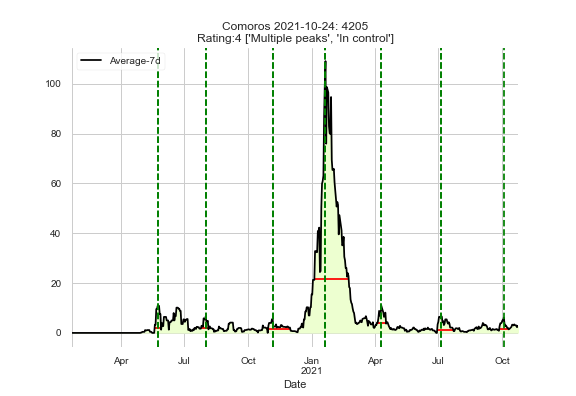 Comoros 2021-10-24: 4205
Rating:4 ['Multiple peaks', 'In control']
Average-7d
100
80
60
40
20
0
Apr Jul Oct Jan Apr Jul Oct
2021
Date